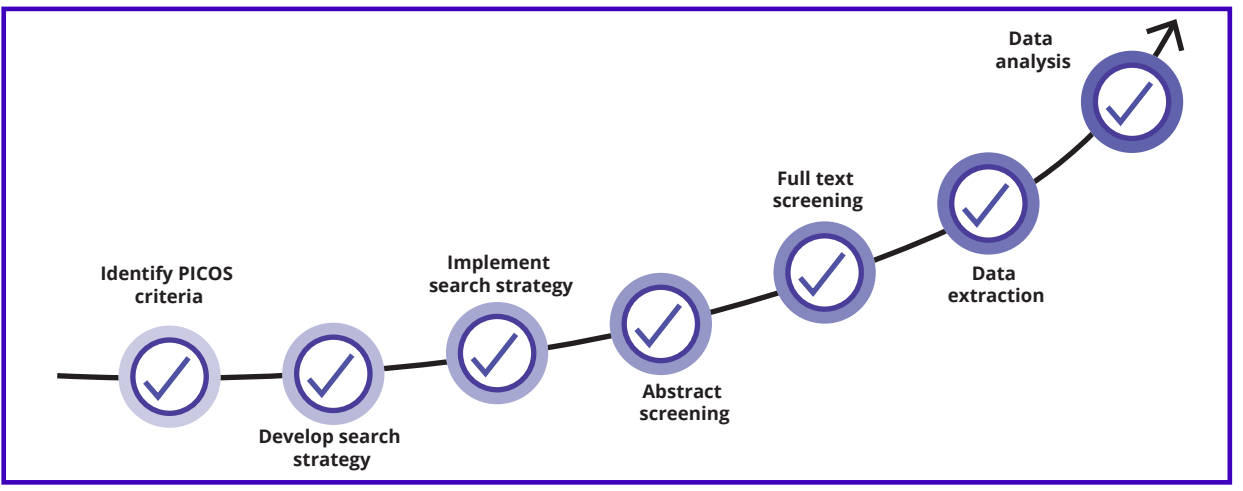 Identify PICOS
criteria
Develop search
strategy
Implement
search strategy
Abstract
screening
Full text
screening
Data
extraction
Data
analysis